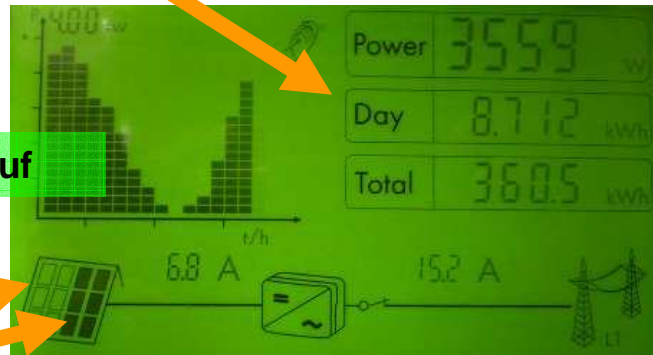 P 4.00 kW
Power 3559 W
Day 8.712 kWh
uf
Total 360.5 kWh
t/h
6.8 A
15.2 A
L1